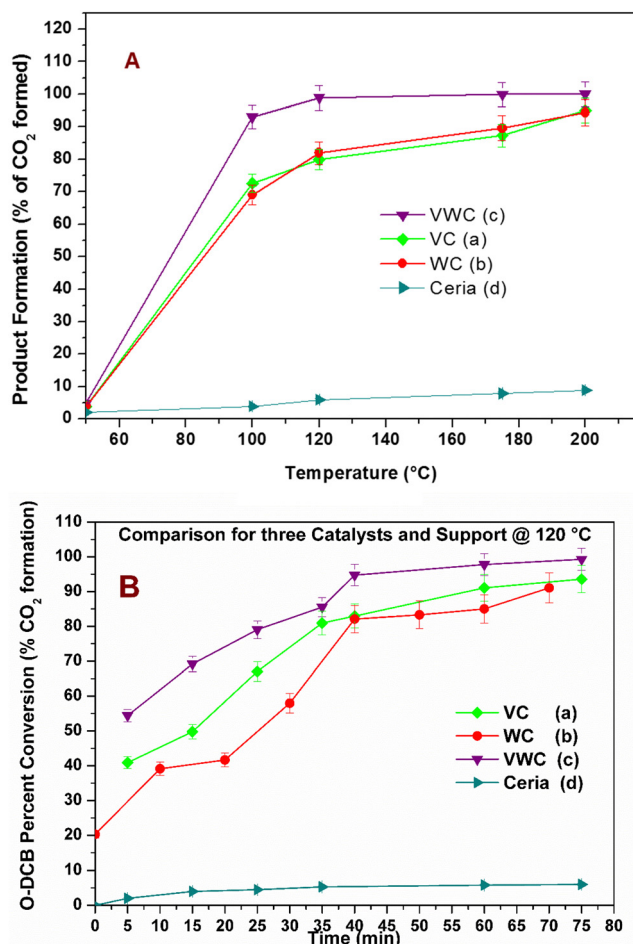 A
120
100
80
60
40
20
0
10
30
50
70
90
110
Product Formation (% of CO₂ formed)
VWC (c)
VC (a)
WC (b)
Ceria (d)
60 80 100 120 140 160 180 200
Temperature (°C)
Comparison for three Catalysts and Support @ 120 °C
B
110
100
90
80
70
60
50
40
30
20
10
0
O-DCB Percent Conversion (% CO₂ formation)
VC (a)
WC (b)
VWC (c)
Ceria (d)
0 5 10 15 20 25 30 35 40 45 50 55 60 65 70 75 80
Time (min)